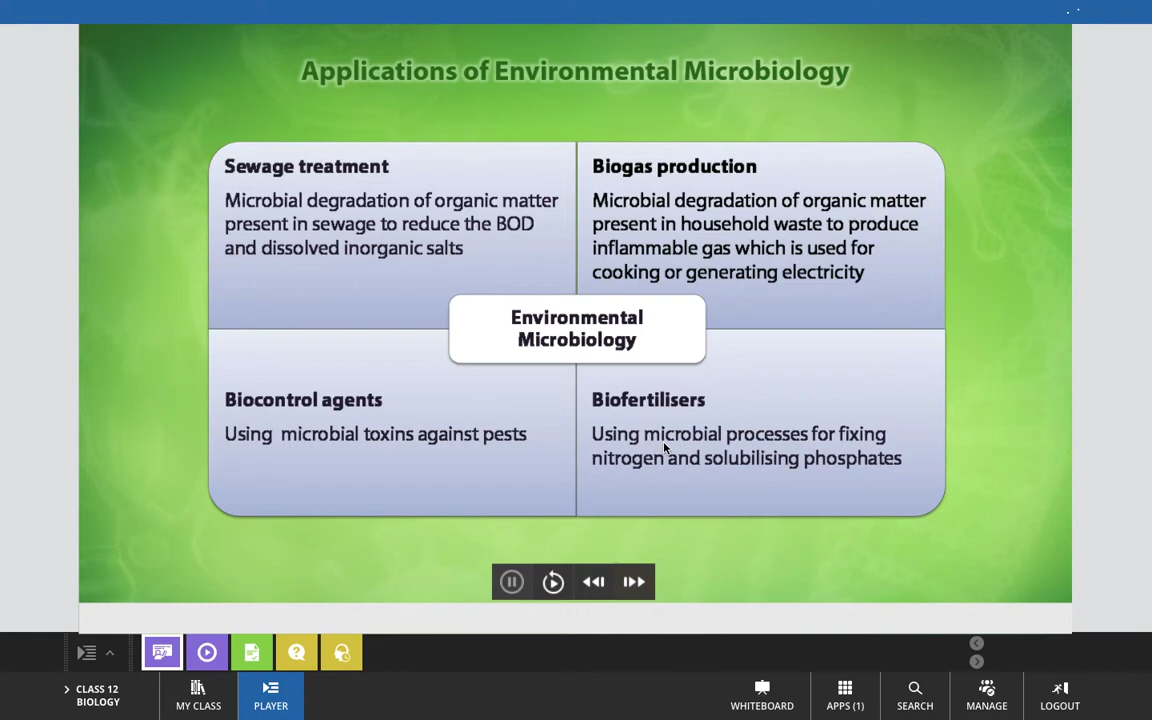 Applications of Environmental Microbiology
Sewage treatment
Microbial degradation of organic matter
present in sewage to reduce the BOD
and dissolved inorganic salts
Biogas production
Microbial degradation of organic matter
present in household waste to produce
inflammable gas which is used for
cooking or generating electricity
Environmental
Microbiology
Biocontrol agents
Using microbial toxins against pests
Biofertilisers
Using microbial processes for fixing
nitrogen and solubilising phosphates
CLASS 12
BIOLOGY
MY CLASS
PLAYER
WHITEBOARD
APPS (1)
SEARCH
MANAGE
LOGOUT